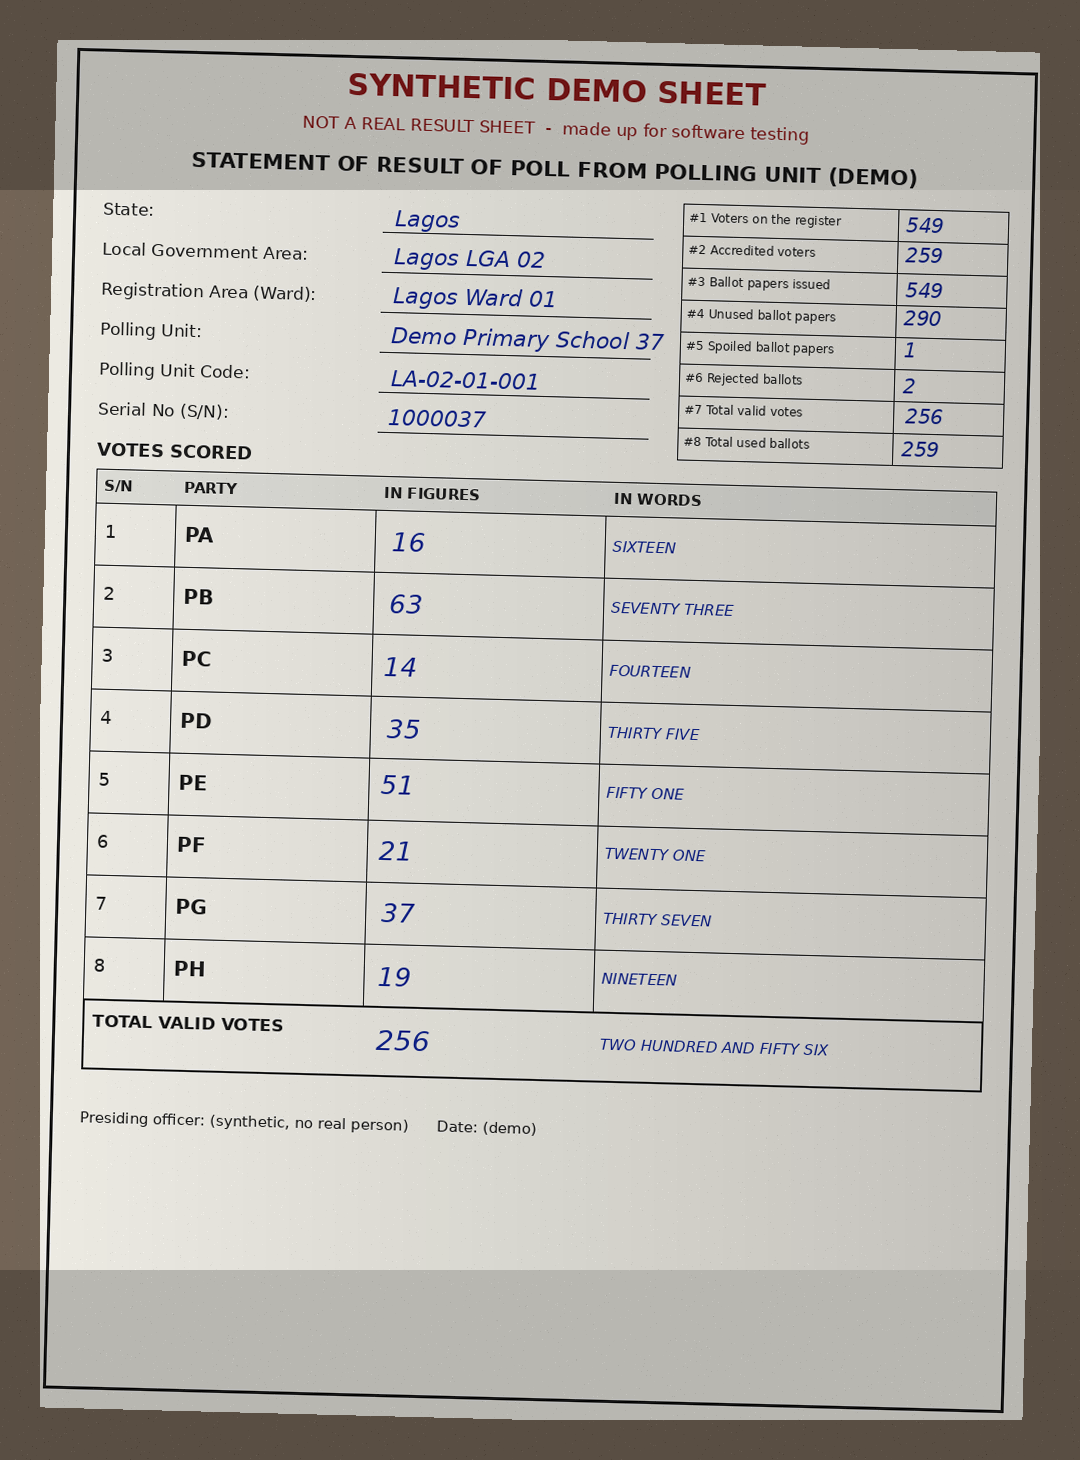 SYNTHETIC DEMO SHEET
NOT A REAL RESULT SHEET - made up for software testing
STATEMENT OF RESULT OF POLL FROM POLLING UNIT (DEMO)
State: Lagos
Local Government Area: Lagos LGA 02
Registration Area (Ward): Lagos Ward 01
Polling Unit: Demo Primary School 37
Polling Unit Code: LA-02-01-001
Serial No (S/N): 1000037
#1 Voters on the register 549
#2 Accredited voters 259
#3 Ballot papers issued 549
#4 Unused ballot papers 290
#5 Spoiled ballot papers 1
#6 Rejected ballots 2
#7 Total valid votes 256
#8 Total used ballots 259
VOTES SCORED
S/N PARTY IN FIGURES IN WORDS
1 PA 16 SIXTEEN
2 PB 63 SEVENTY THREE
3 PC 14 FOURTEEN
4 PD 35 THIRTY FIVE
5 PE 51 FIFTY ONE
6 PF 21 TWENTY ONE
7 PG 37 THIRTY SEVEN
8 PH 19 NINETEEN
TOTAL VALID VOTES 256 TWO HUNDRED AND FIFTY SIX
Presiding officer: (synthetic, no real person) Date: (demo)